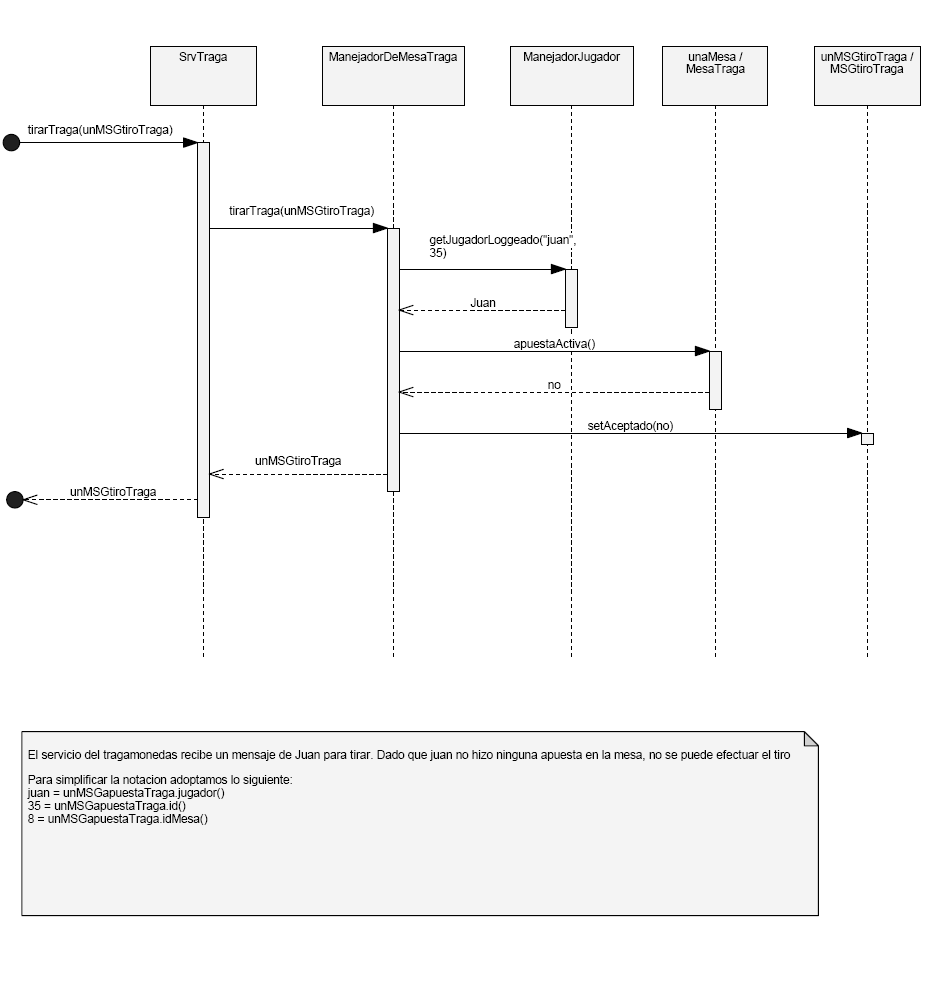 SrvTraga
ManejadorDeMesaTraga
ManejadorJugador
unaMesa /
MesaTraga
unMSGtiroTraga /
MSGtiroTraga
tirarTraga(unMSGtiroTraga)
tirarTraga(unMSGtiroTraga)
getJugadorLoggeado("juan",
35)
Juan
apuestaActiva()
no
setAceptado(no)
unMSGtiroTraga
unMSGtiroTraga
El servicio del tragamonedas recibe un mensaje de Juan para tirar. Dado que juan no hizo ninguna apuesta en la mesa, no se puede efectuar el tiro
Para simplificar la notacion adoptamos lo siguiente:
juan = unMSGapuestaTraga.jugador()
35 = unMSGapuestaTraga.id()
8 = unMSGapuestaTraga.idMesa()